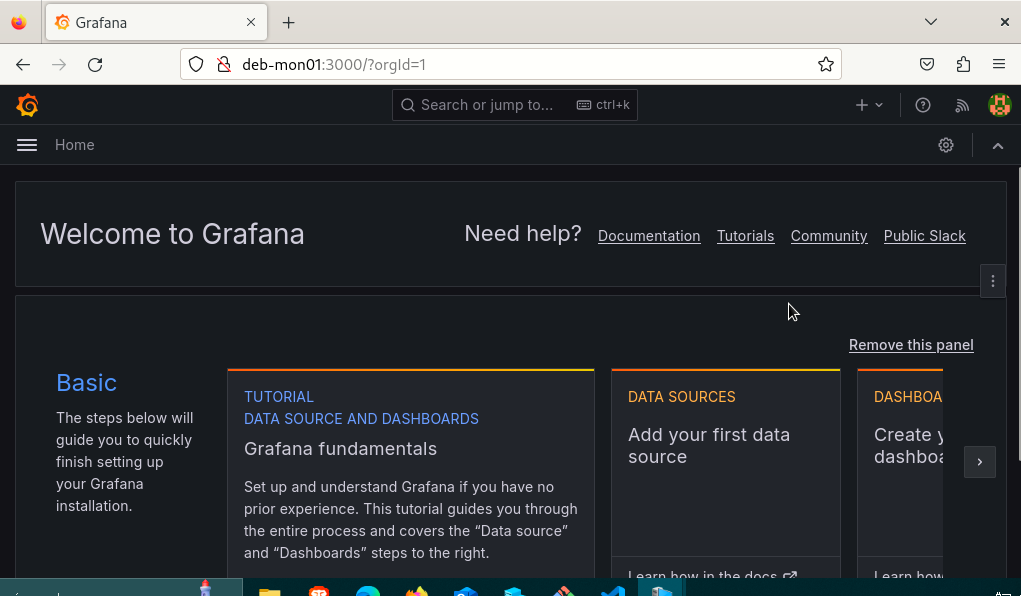 Grafana
deb-mon01:3000/?orgId=1
Search or jump to... ctrl+k
Home
Welcome to Grafana
Need help? Documentation Tutorials Community Public Slack
Remove this panel
Basic
The steps below will
guide you to quickly
finish setting up
your Grafana
installation.
TUTORIAL
DATA SOURCE AND DASHBOARDS
Grafana fundamentals
Set up and understand Grafana if you have no
prior experience. This tutorial guides you through
the entire process and covers the “Data source”
and “Dashboards” steps to the right.
DATA SOURCES
Add your first data
source
Learn how in the docs
DASHBOA
Create y
dashboa
Learn how